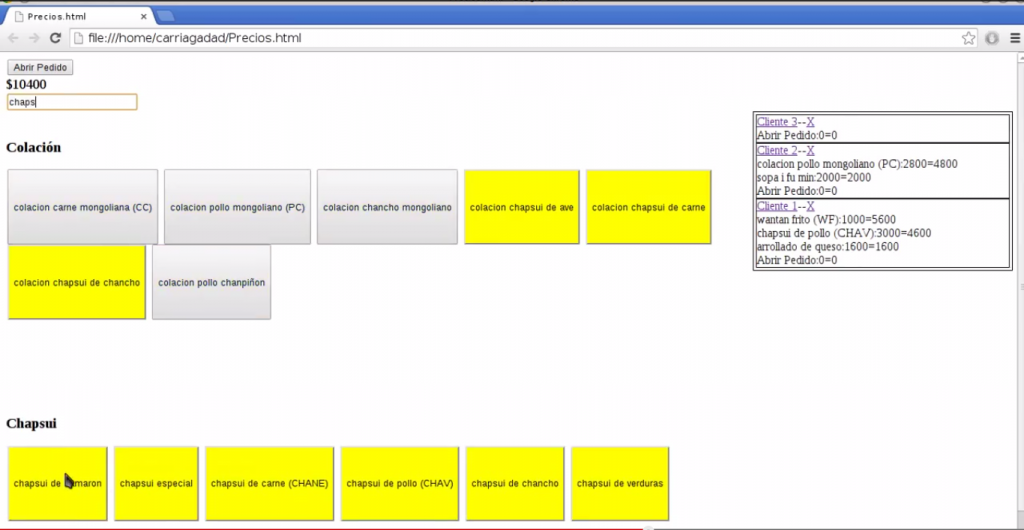 Precios.html
file:///home/carriagadad/Precios.html
Abrir Pedido
$10400
chaps
Cliente 3--X
Abrir Pedido:0=0
Cliente 2--X
colacion pollo mongoliano (PC):2800=4800
sopa i fu min:2000=2000
Abrir Pedido:0=0
Cliente 1--X
wantan frito (WF):1000=5600
chapsui de pollo (CHAV):3000=4600
arrollado de queso:1600=1600
Abrir Pedido:0=0
Colación
colacion carne mongoliana (CC) colacion pollo mongoliano (PC) colacion chancho mongoliano colacion chapsui de ave colacion chapsui de carne
colacion chapsui de chancho colacion pollo chanpiñon
Chapsui
chapsui de chapsui especial chapsui de carne (CHANE) chapsui de pollo (CHAV) chapsui de chancho chapsui de verduras